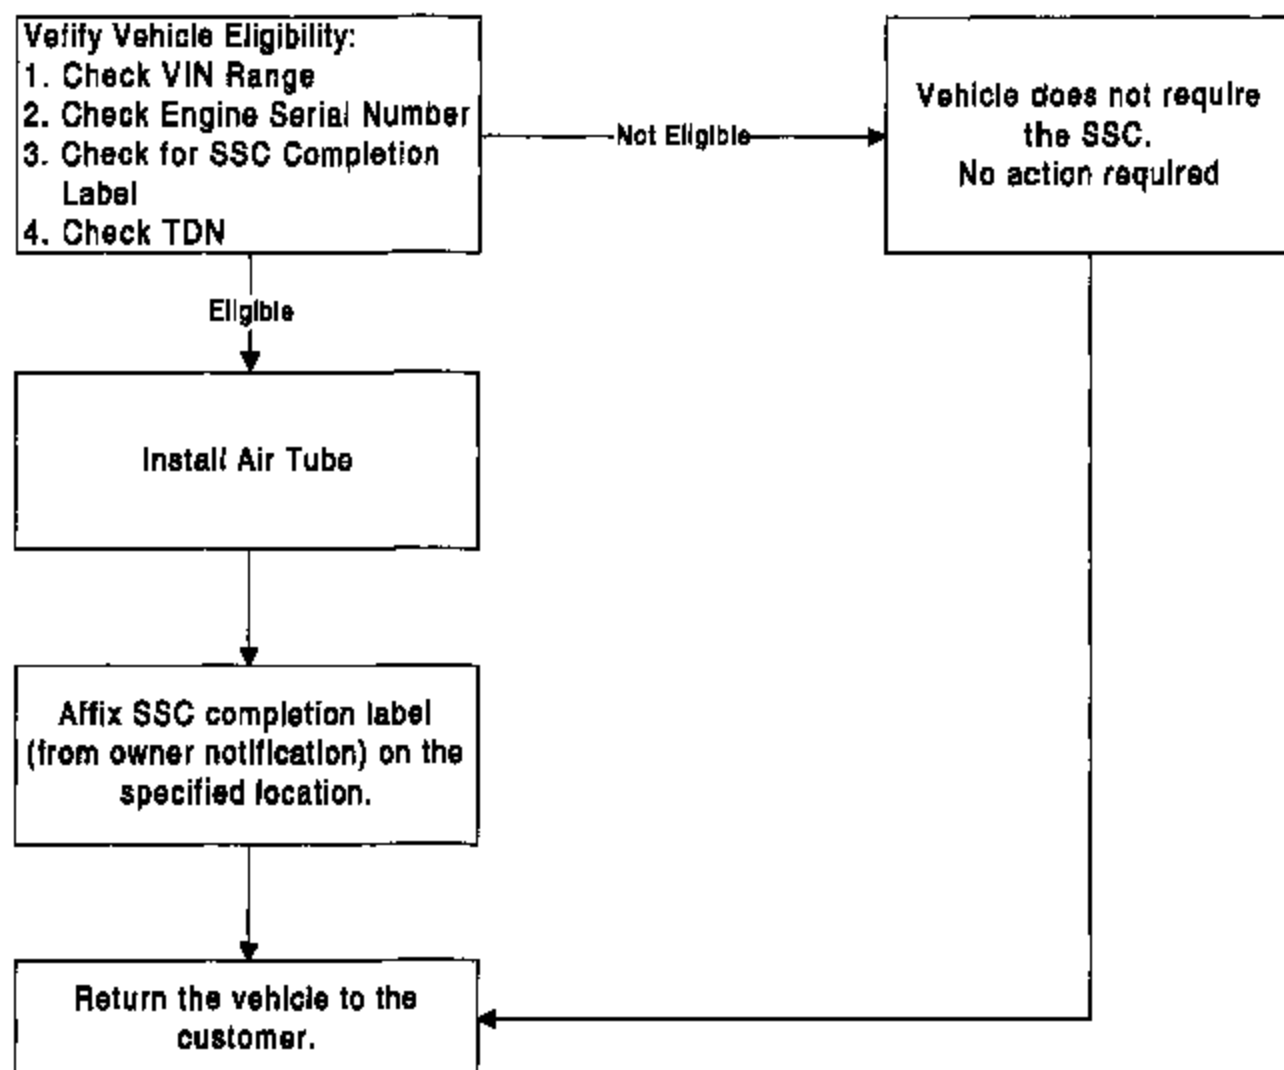 Verify Vehicle Eligibility:
1. Check VIN Range
2. Check Engine Serial Number
3. Check for SSC Completion
Label
4. Check TDN
Not Eligible
Vehicle does not require
the SSC.
No action required
Eligible
Install Air Tube
Affix SSC completion label
(from owner notification) on the
specified location.
Return the vehicle to the
customer.